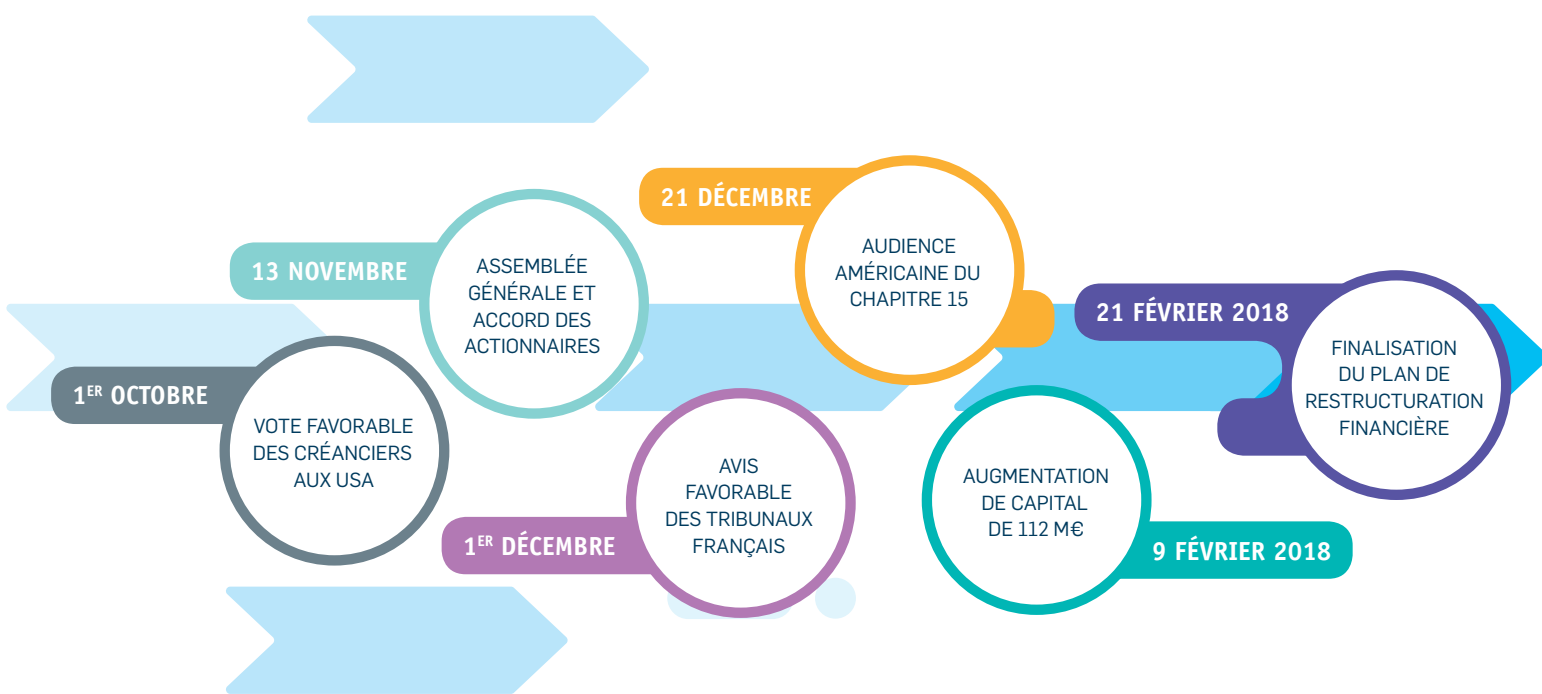 1ER OCTOBRE
VOTE FAVORABLE
DES CRÉANCIERS
AUX USA
13 NOVEMBRE
ASSEMBLÉE
GÉNÉRALE ET
ACCORD DES
ACTIONNAIRES
1ER DÉCEMBRE
AVIS
FAVORABLE
DES TRIBUNAUX
FRANÇAIS
21 DÉCEMBRE
AUDIENCE
AMÉRICAINE DU
CHAPITRE 15
AUGMENTATION
DE CAPITAL
DE 112 M€
9 FÉVRIER 2018
21 FÉVRIER 2018
FINALISATION
DU PLAN DE
RESTRUCTURATION
FINANCIÈRE